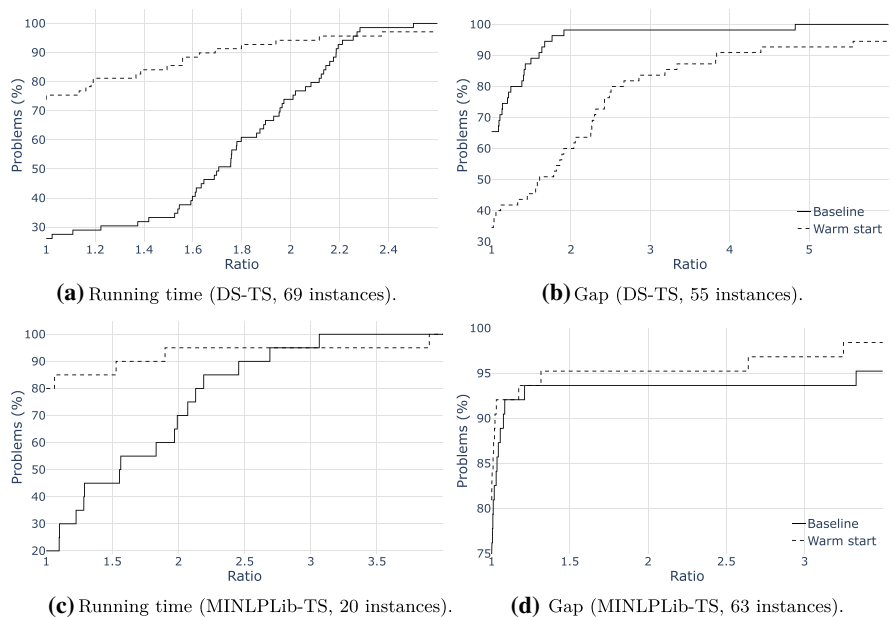 Problems (%)
100
90
80
70
60
50
40
30
1 1.2 1.4 1.6 1.8 2 2.2 2.4
Ratio
(a) Running time (DS-TS, 69 instances).
Problems (%)
100
90
80
70
60
50
40
30
1 2 3 4 5
Ratio
Baseline
Warm start
(b) Gap (DS-TS, 55 instances).
Problems (%)
100
90
80
70
60
50
40
30
20
1 1.5 2 2.5 3 3.5
Ratio
(c) Running time (MINLPLib-TS, 20 instances).
Problems (%)
100
95
90
85
80
75
1 1.5 2 2.5 3
Ratio
Baseline
Warm start
(d) Gap (MINLPLib-TS, 63 instances).